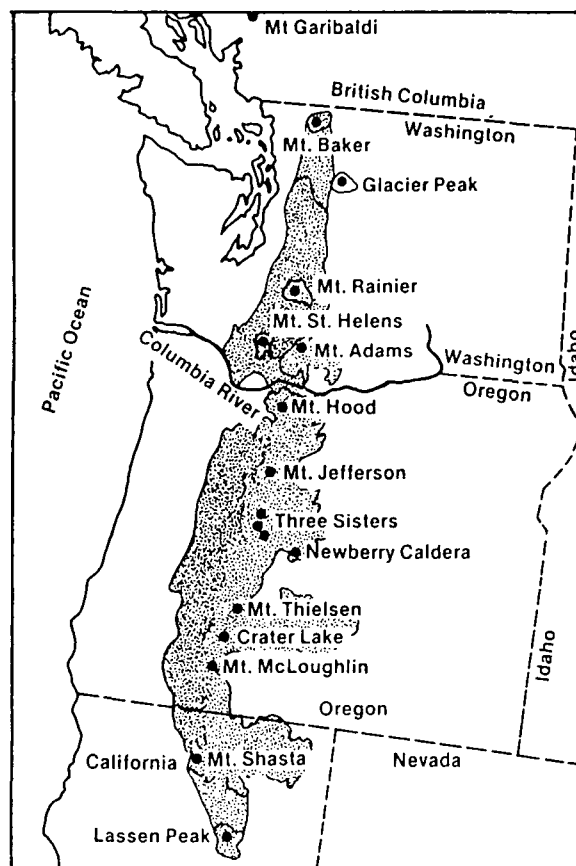 Mt Garibaldi
British Columbia
Washington
Mt. Baker
Glacier Peak
Mt. Rainier
Mt. St. Helens
Mt. Adams
Pacific Ocean
Columbia River
Washington
Oregon
Idaho
Mt. Hood
Mt. Jefferson
Three Sisters
Newberry Caldera
Mt. Thielsen
Crater Lake
Mt. McLoughlin
Idaho
Oregon
California
Mt. Shasta
Nevada
Lassen Peak